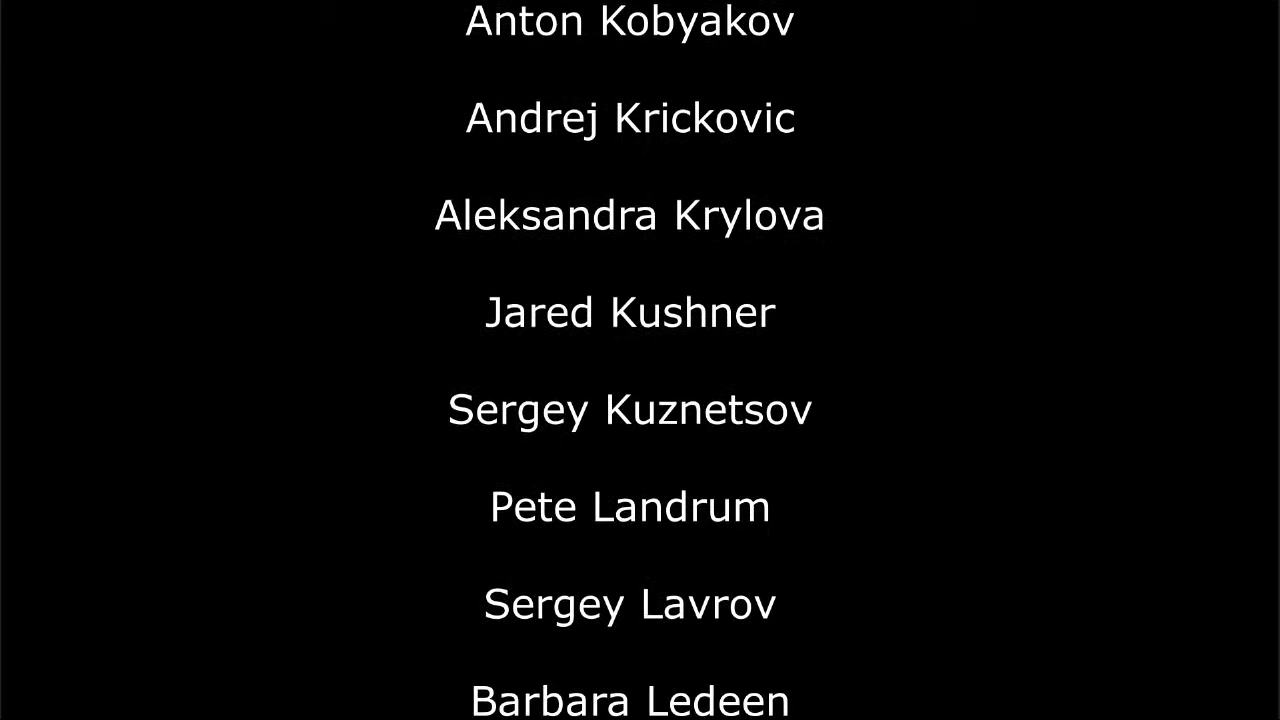 Anton Kobyakov
Andrej Krickovic
Aleksandra Krylova
Jared Kushner
Sergey Kuznetsov
Pete Landrum
Sergey Lavrov
Barbara Ledeen